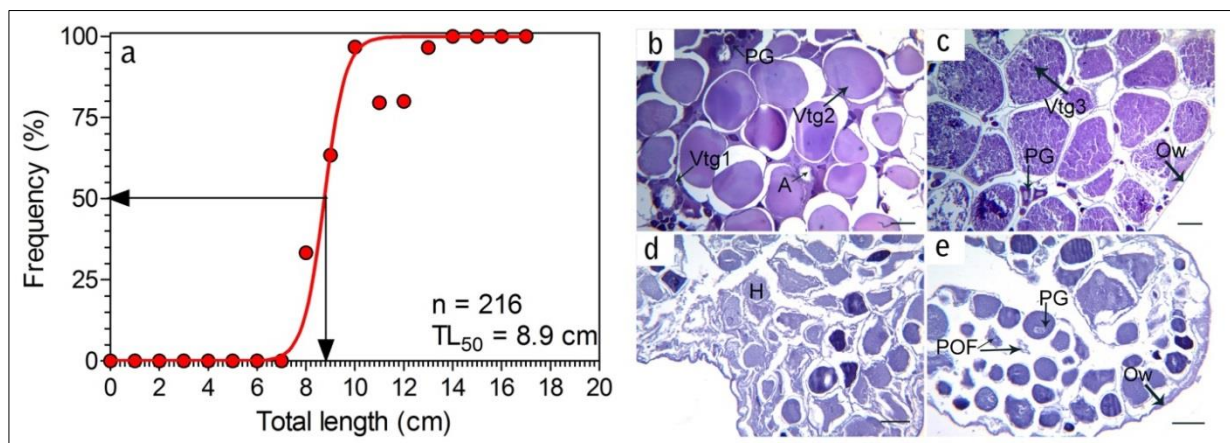 a
Frequency (%)
100
75
50
25
0
0 2 4 6 8 10 12 14 16 18 20
Total length (cm)
n = 216
TL50 = 8.9 cm
b
PG
Vtg2
Vtg1
A
c
Vtg3
Ow
PG
d
H
e
PG
POF
Ow